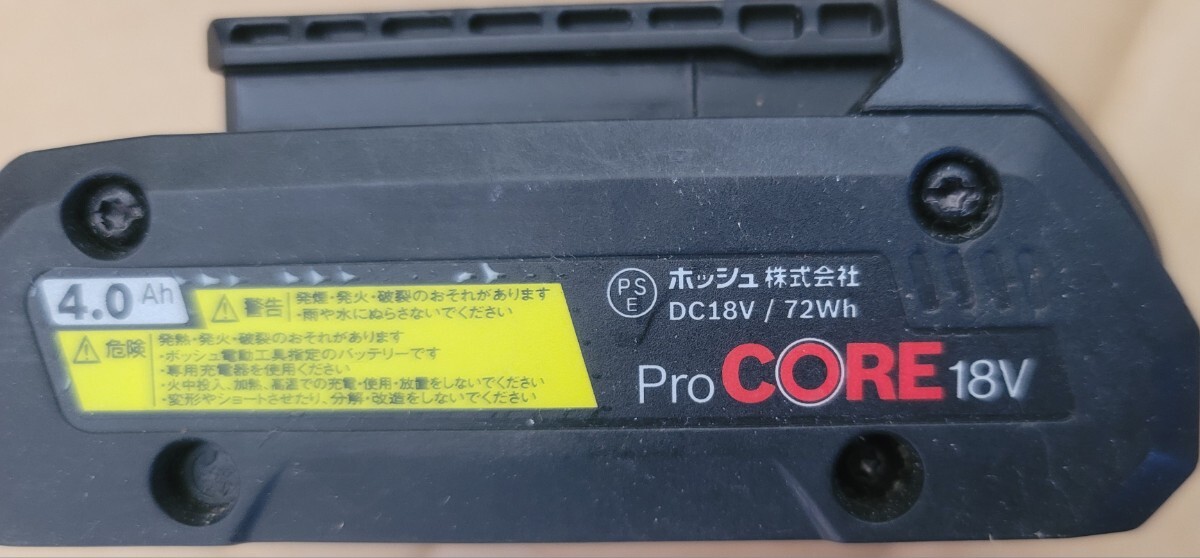 4.0 Ah
警告
発煙・発火・破裂のおそれがあります
・雨や水にぬらさないでください
危険
発熱・発火・破裂のおそれがあります
・ボッシュ電動工具指定のバッテリーです
・専用充電器を使用ください
・火中投入、加熱、高温での充電・使用・放置をしないでください
・変形やショートさせたり、分解・改造をしないでください
PS
E
ボッシュ株式会社
DC18V / 72Wh
ProCORE18V